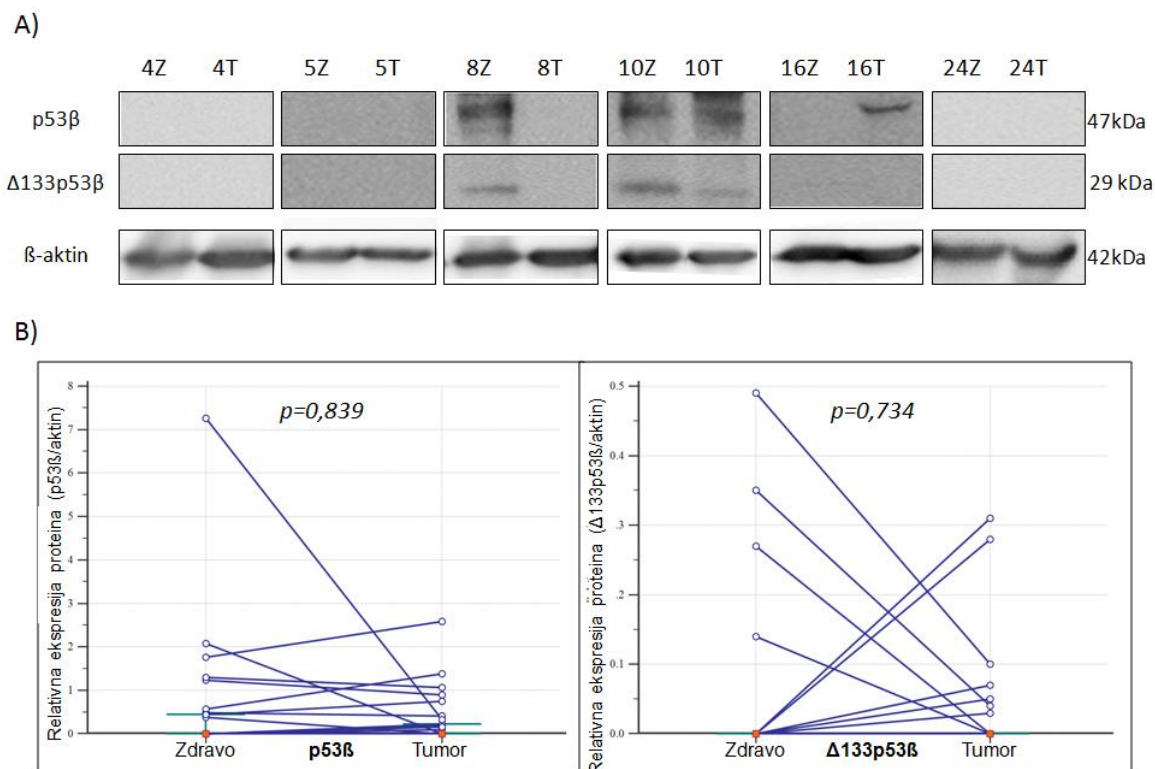 A)
4Z 4T 5Z 5T 8Z 8T 10Z 10T 16Z 16T 24Z 24T
p53β 47kDa
Δ133p53β 29 kDa
ß-aktin 42kDa
B)
Relativna ekspresija proteina (p53ß/aktin)
8
7
6
5
4
3
2
1
0
p=0,839
Zdravo p53ß Tumor
Relativna ekspresija proteina (Δ133p53ß/aktin)
0.5
0.4
0.3
.2
0.1
0.0
p=0,734
Zdravo Δ133p53ß Tumor